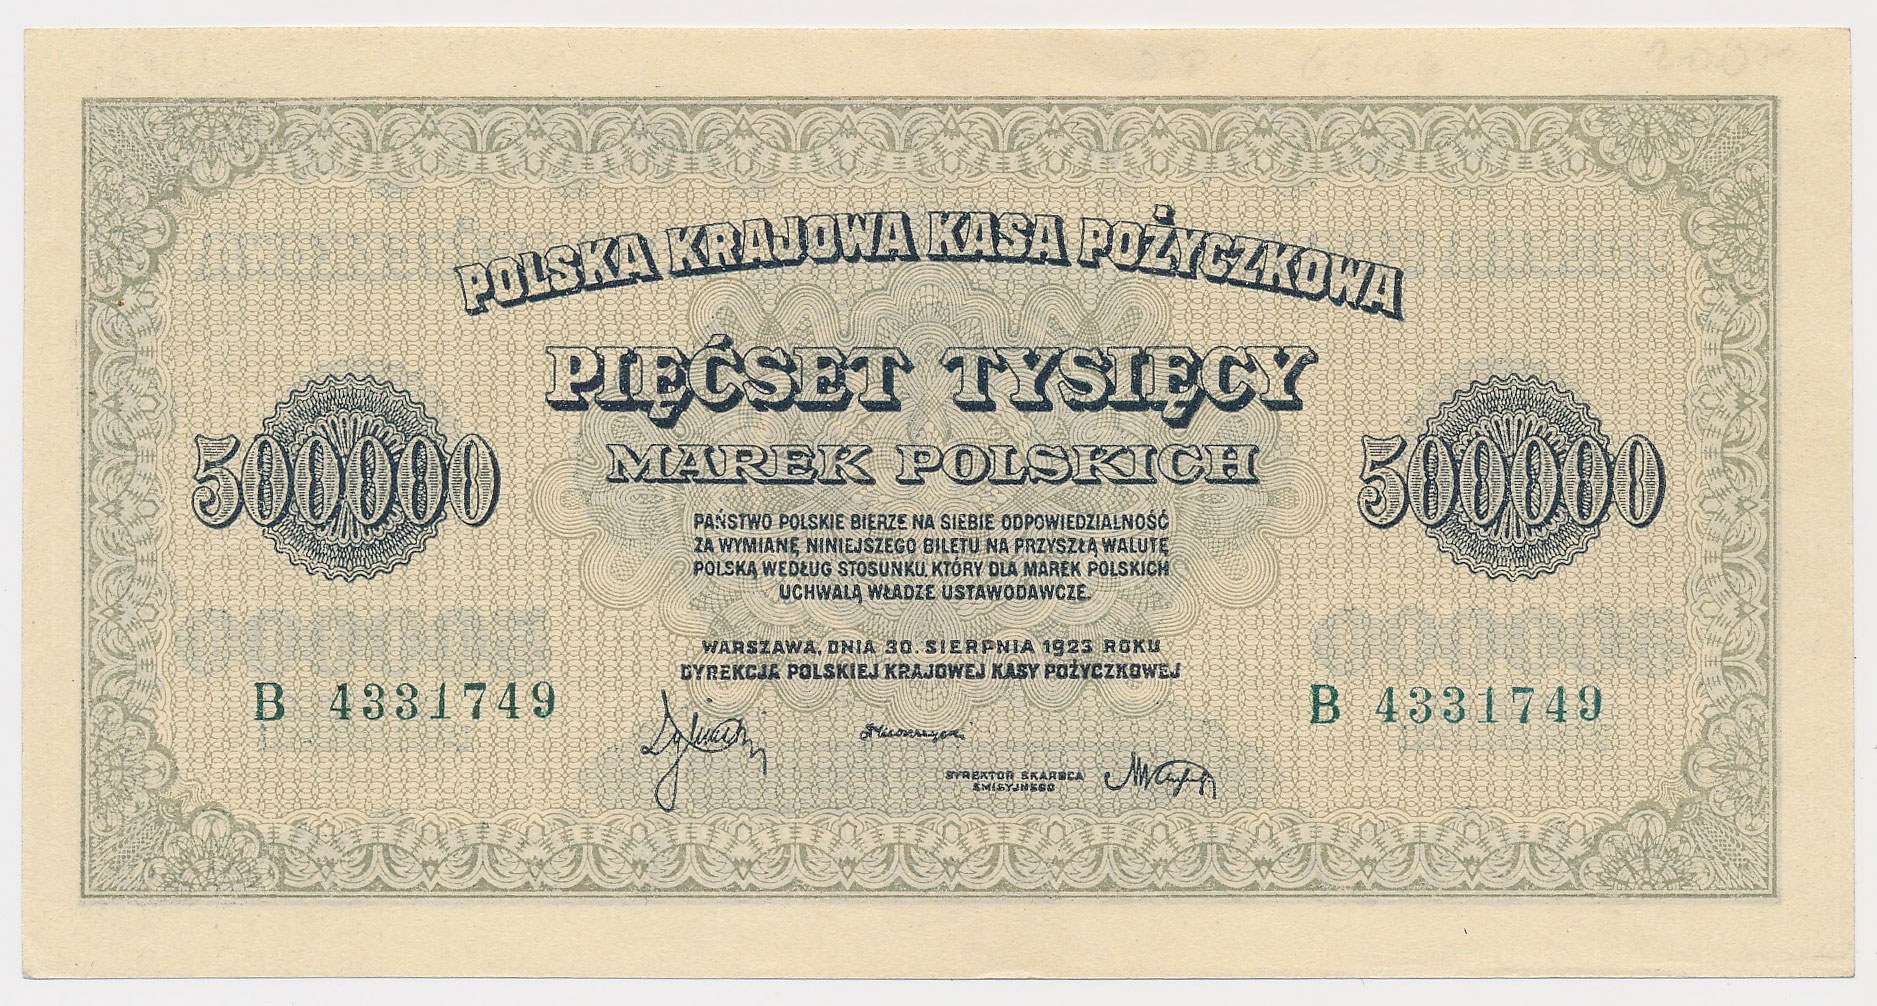 POLSKA KRAJOWA KASA POŻYCZKOWA
PIĘĆSET TYSIĘCY
MAREK POLSKICH
500000
500000
PAŃSTWO POLSKIE BIERZE NA SIEBIE ODPOWIEDZIALNOŚĆ
ZA WYMIANĘ NINIEJSZEGO BILETU NA PRZYSZŁĄ WALUTĘ
POLSKĄ WEDŁUG STOSUNKU, KTÓRY DLA MAREK POLSKICH
UCHWALĄ WŁADZE USTAWODAWCZE.
WARSZAWA, DNIA 30. SIERPNIA 1923 ROKU
DYREKCJA POLSKIEJ KRAJOWEJ KASY POŻYCZKOWEJ
B 4331749
B 4331749
DYREKTOR SKARBCA
EMISYJNEGO